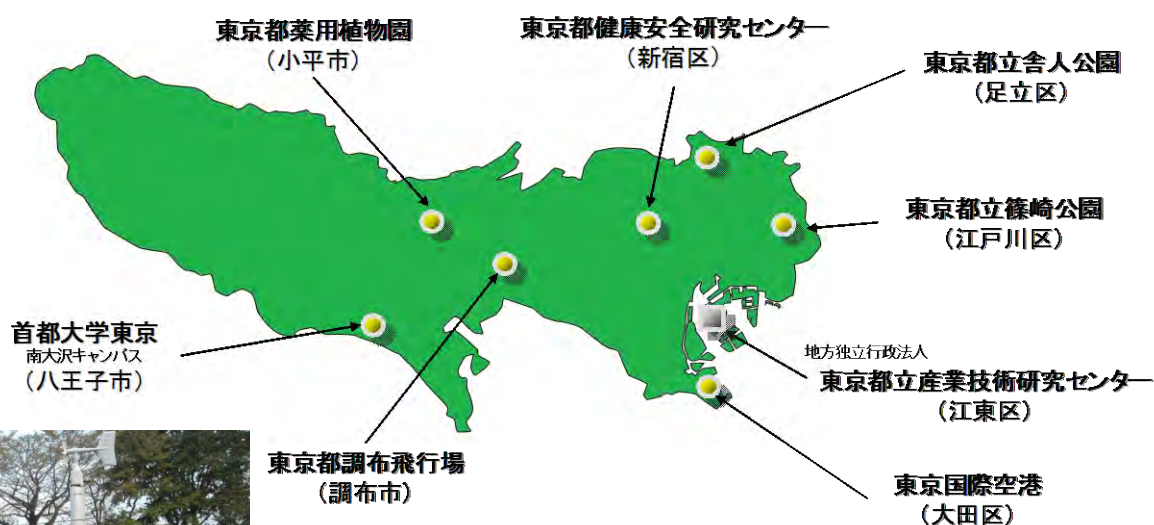 東京都薬用植物園
(小平市)
東京都健康安全研究センター
(新宿区)
東京都立舎人公園
(足立区)
東京都立篠崎公園
(江戸川区)
首都大学東京
南大沢キャンパス
(八王子市)
地方独立行政法人
東京都立産業技術研究センター
(江東区)
東京都調布飛行場
(調布市)
東京国際空港
(大田区)